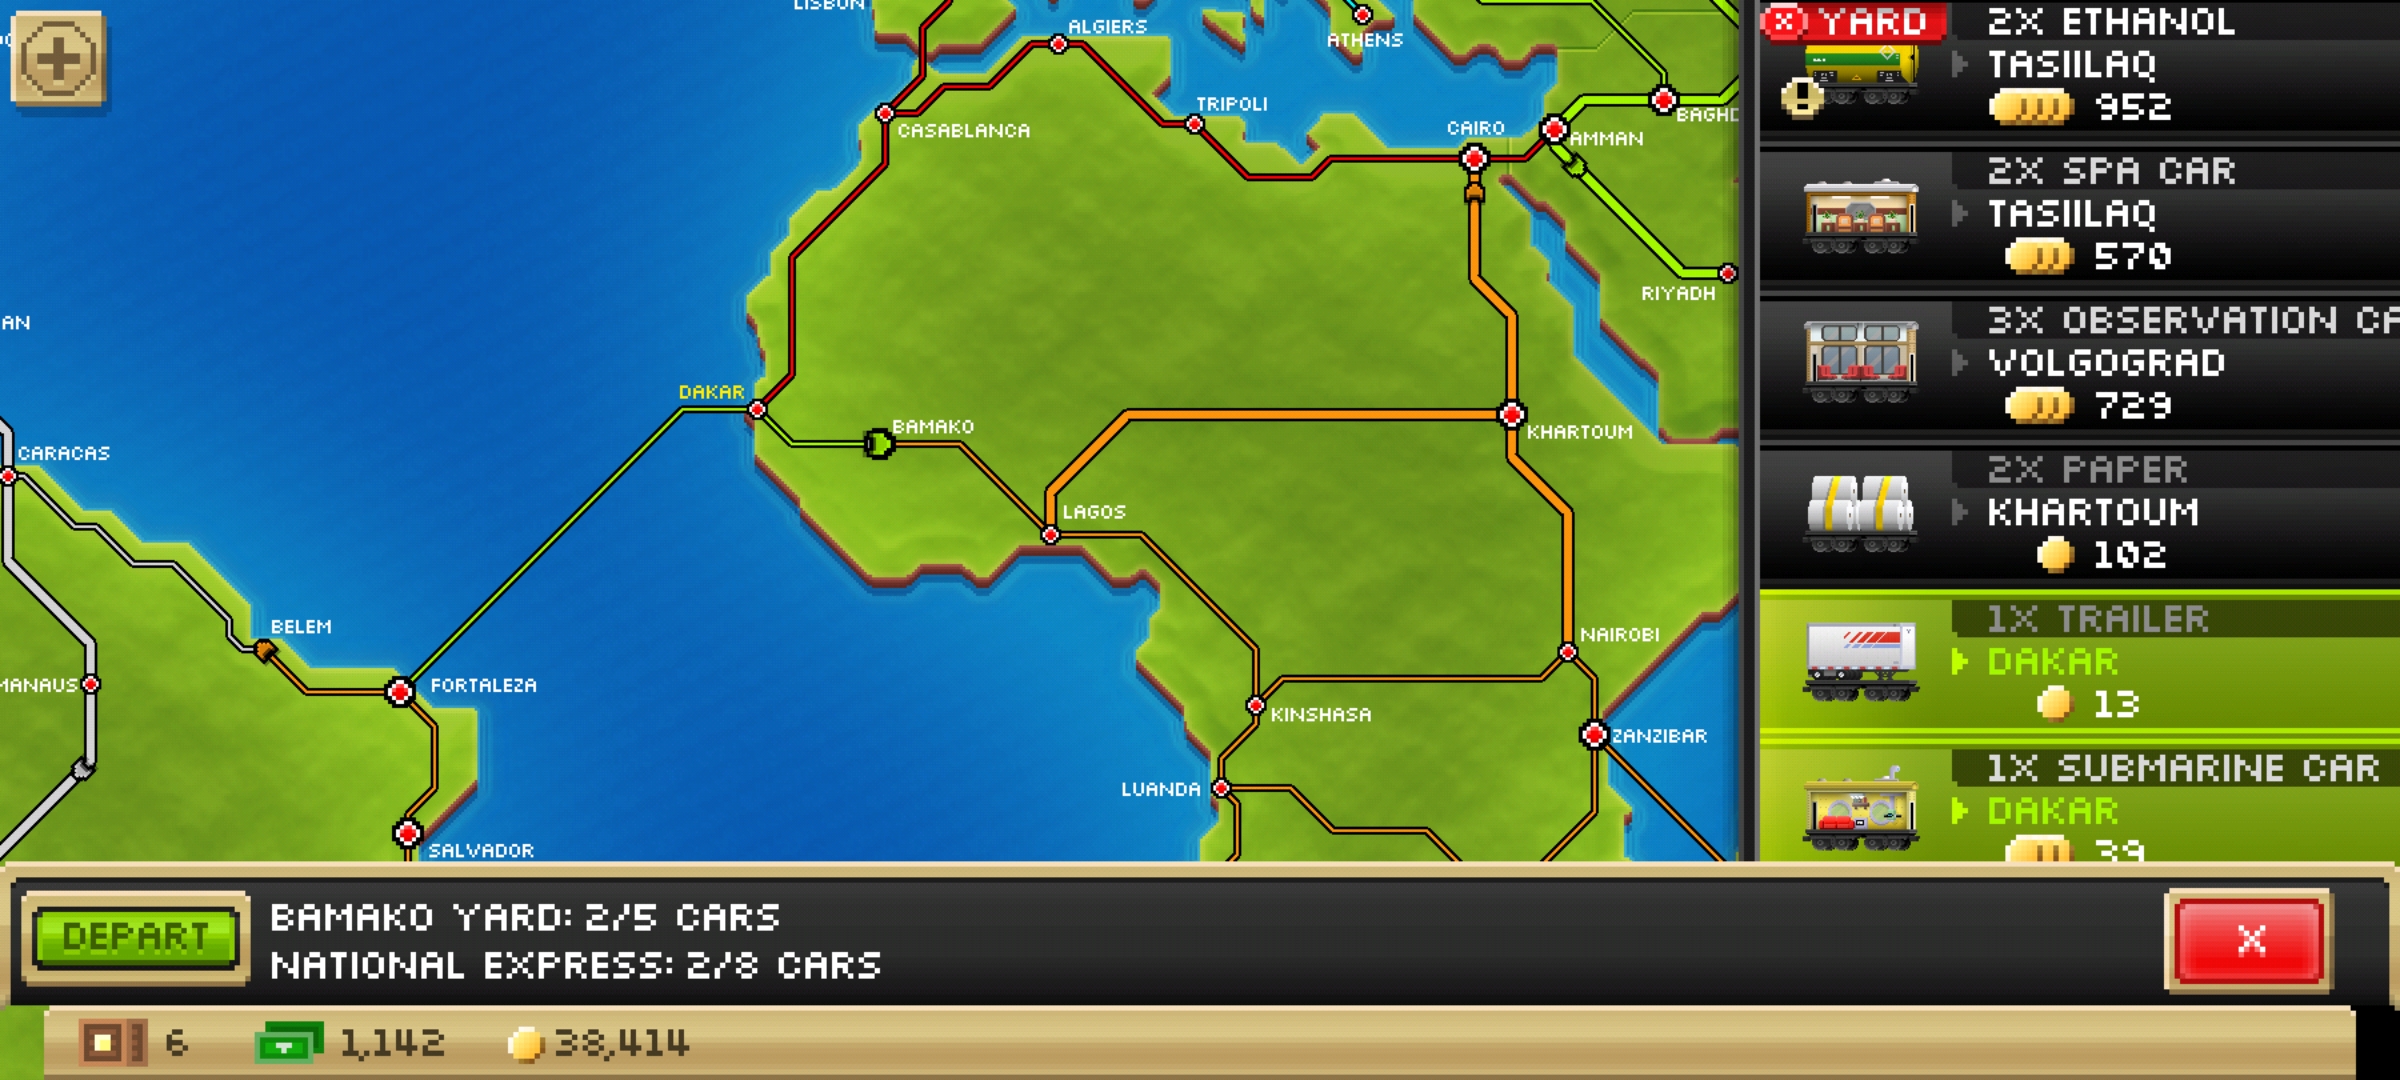 LISBON
ALGIERS
ATHENS
TRIPOLI
CASABLANCA
CAIRO
AMMAN
BAGHD
RIYADH
AN
DAKAR
BAMAKO
CARACAS
KHARTOUM
LAGOS
BELEM
NAIROBI
MANAUS
FORTALEZA
KINSHASA
ZANZIBAR
LUANDA
SALVADOR
YARD
2X ETHANOL
TASIILAQ
952
2X SPA CAR
TASIILAQ
570
3X OBSERVATION CA
VOLGOGRAD
729
2X PAPER
KHARTOUM
102
1X TRAILER
DAKAR
13
1X SUBMARINE CAR
DAKAR
39
DEPART
BAMAKO YARD: 2/5 CARS
NATIONAL EXPRESS: 2/8 CARS
X
6
1,142
38,414